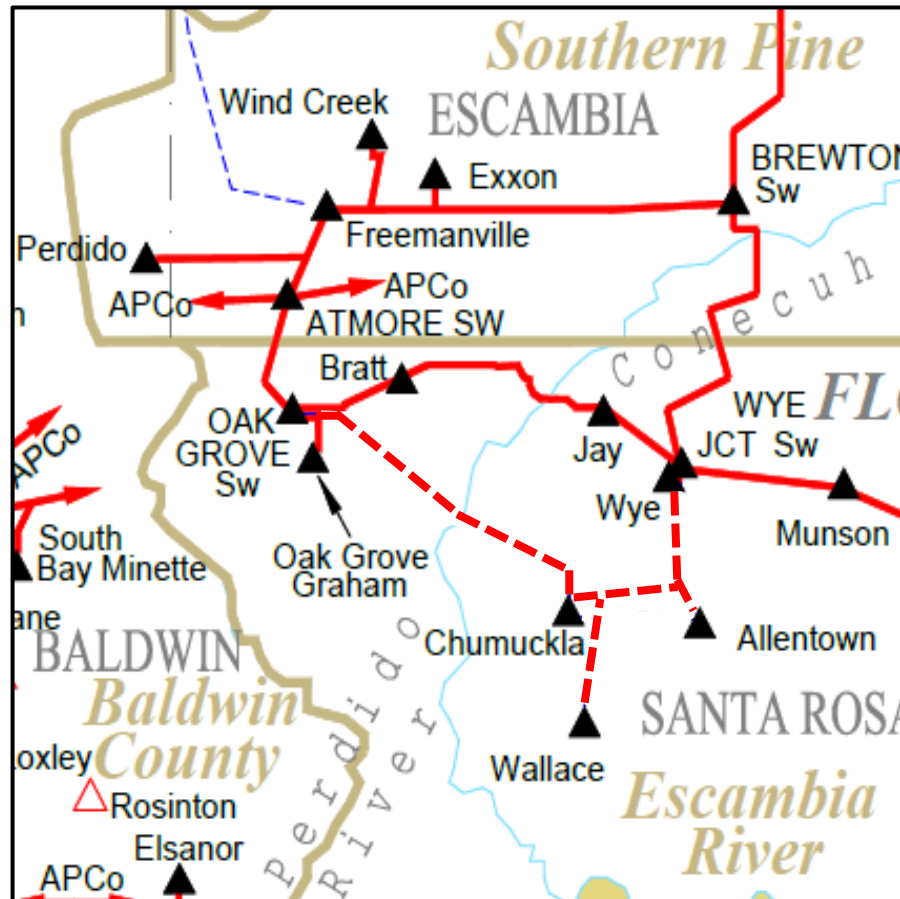 Southern Pine
Wind Creek
ESCAMBIA
Exxon
BREWTON
Sw
Freemanville
Perdido
APCo
APCo
ATMORE SW
Conecuh
Bratt
WYE
JCT Sw
OAK
GROVE
Sw
Jay
Wye
Munson
APCo
South
Bay Minette
Oak Grove
Graham
Chumuckla
Allentown
BALDWIN
Baldwin
County
Perdido
River
SANTA ROSA
Wallace
Escambia
River
Rosinton
Elsanor
APCo